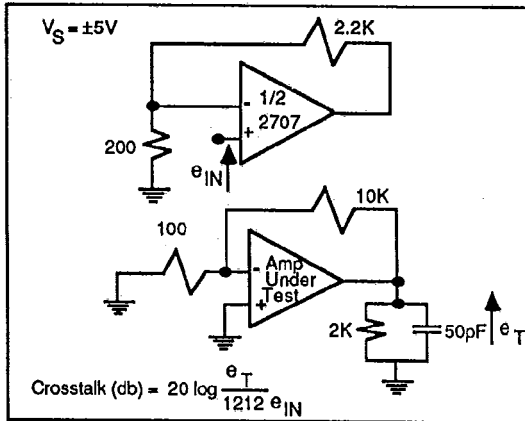 V_S = ±5V
2.2K
-
1/2
2707
+
200
e_IN
10K
100
-
Amp
Under
Test
+
2K
50pF
e_T
Crosstalk (db) = 20 log e_T / 1212 e_IN